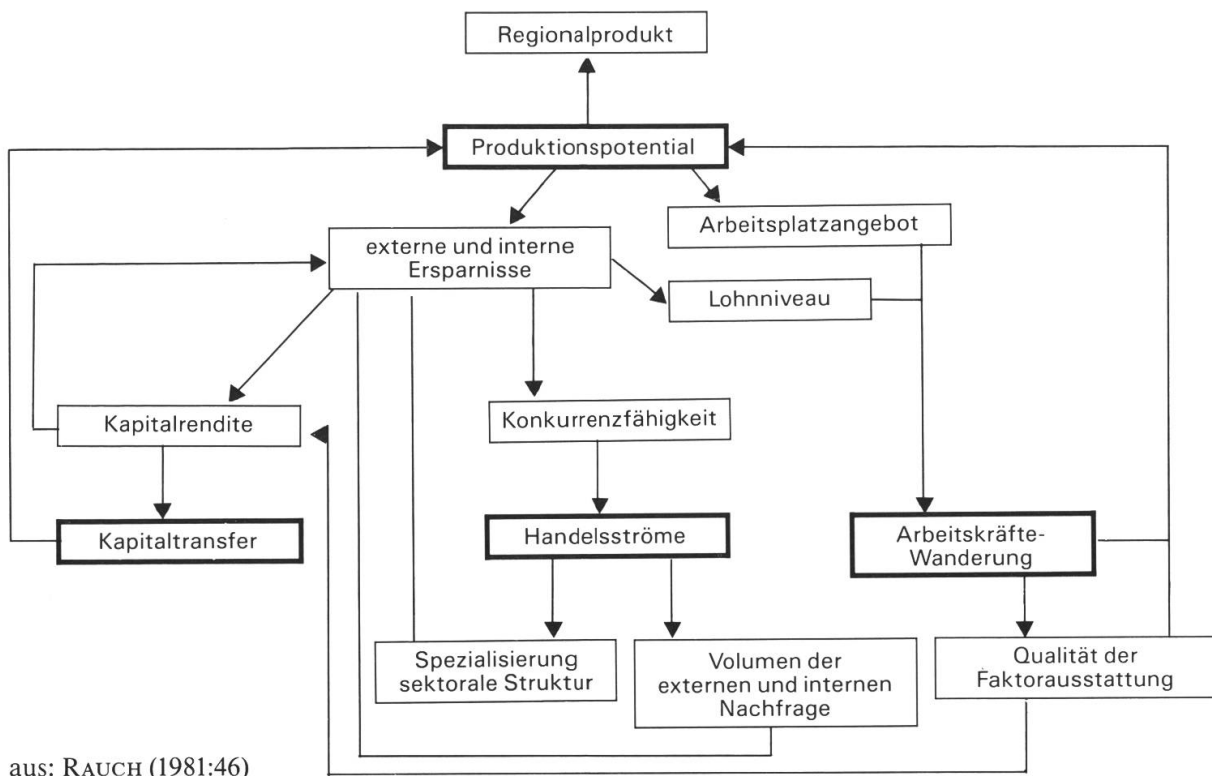 Regionalprodukt
Produktionspotential
Arbeitsplatzangebot
externe und interne
Ersparnisse
Lohnniveau
Kapitalrendite
Konkurrenzfähigkeit
Kapitaltransfer
Handelsströme
Arbeitskräfte-
Wanderung
Spezialisierung
sektorale Struktur
Volumen der
externen und internen
Nachfrage
Qualität der
Faktorausstattung
aus: RAUCH (1981:46)